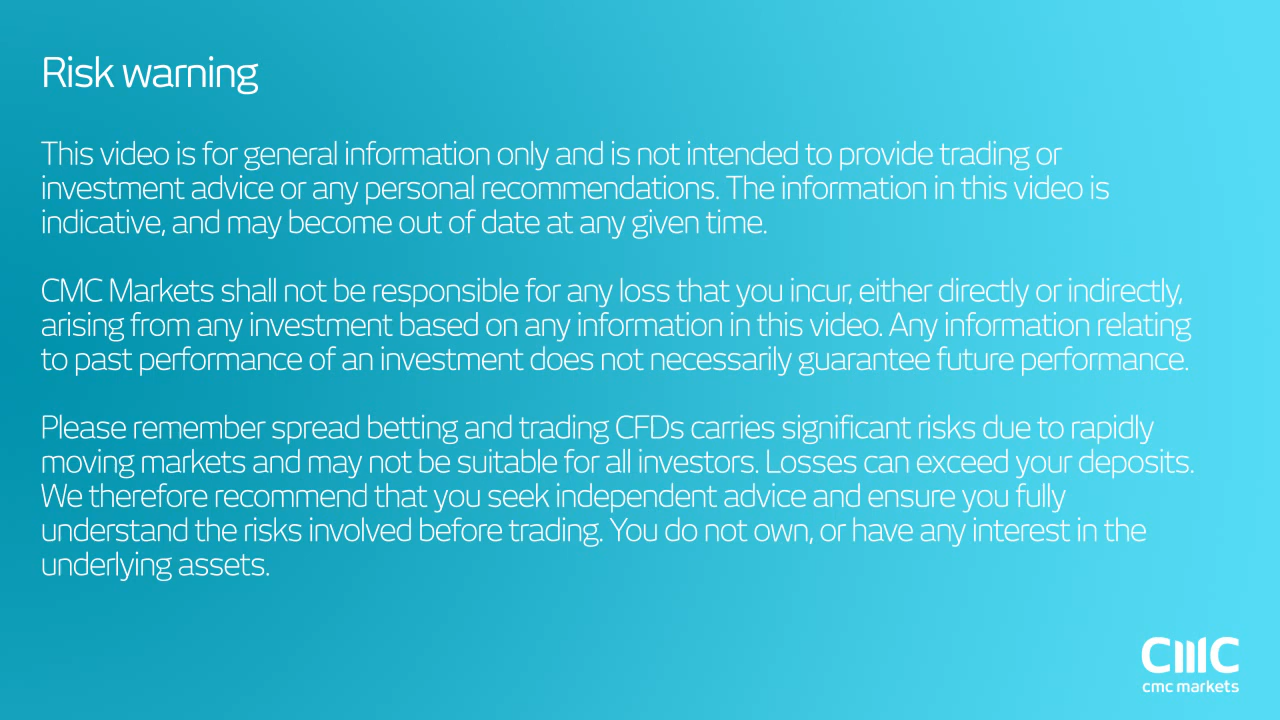 Risk warning
This video is for general information only and is not intended to provide trading or
investment advice or any personal recommendations. The information in this video is
indicative, and may become out of date at any given time.
CMC Markets shall not be responsible for any loss that you incur, either directly or indirectly,
arising from any investment based on any information in this video. Any information relating
to past performance of an investment does not necessarily guarantee future performance.
Please remember spread betting and trading CFDs carries significant risks due to rapidly
moving markets and may not be suitable for all investors. Losses can exceed your deposits.
We therefore recommend that you seek independent advice and ensure you fully
understand the risks involved before trading. You do not own, or have any interest in the
underlying assets.
CMC
cmc markets